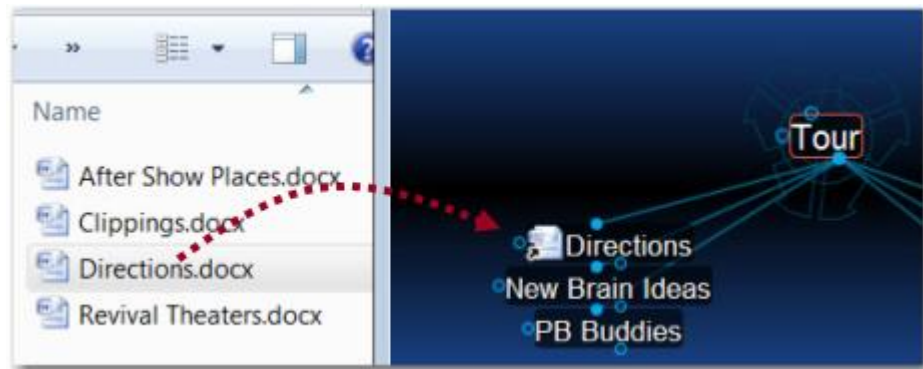 »
Name
After Show Places.docx
Clippings.docx
Directions.docx
Revival Theaters.docx
Tour
Directions
New Brain Ideas
PB Buddies